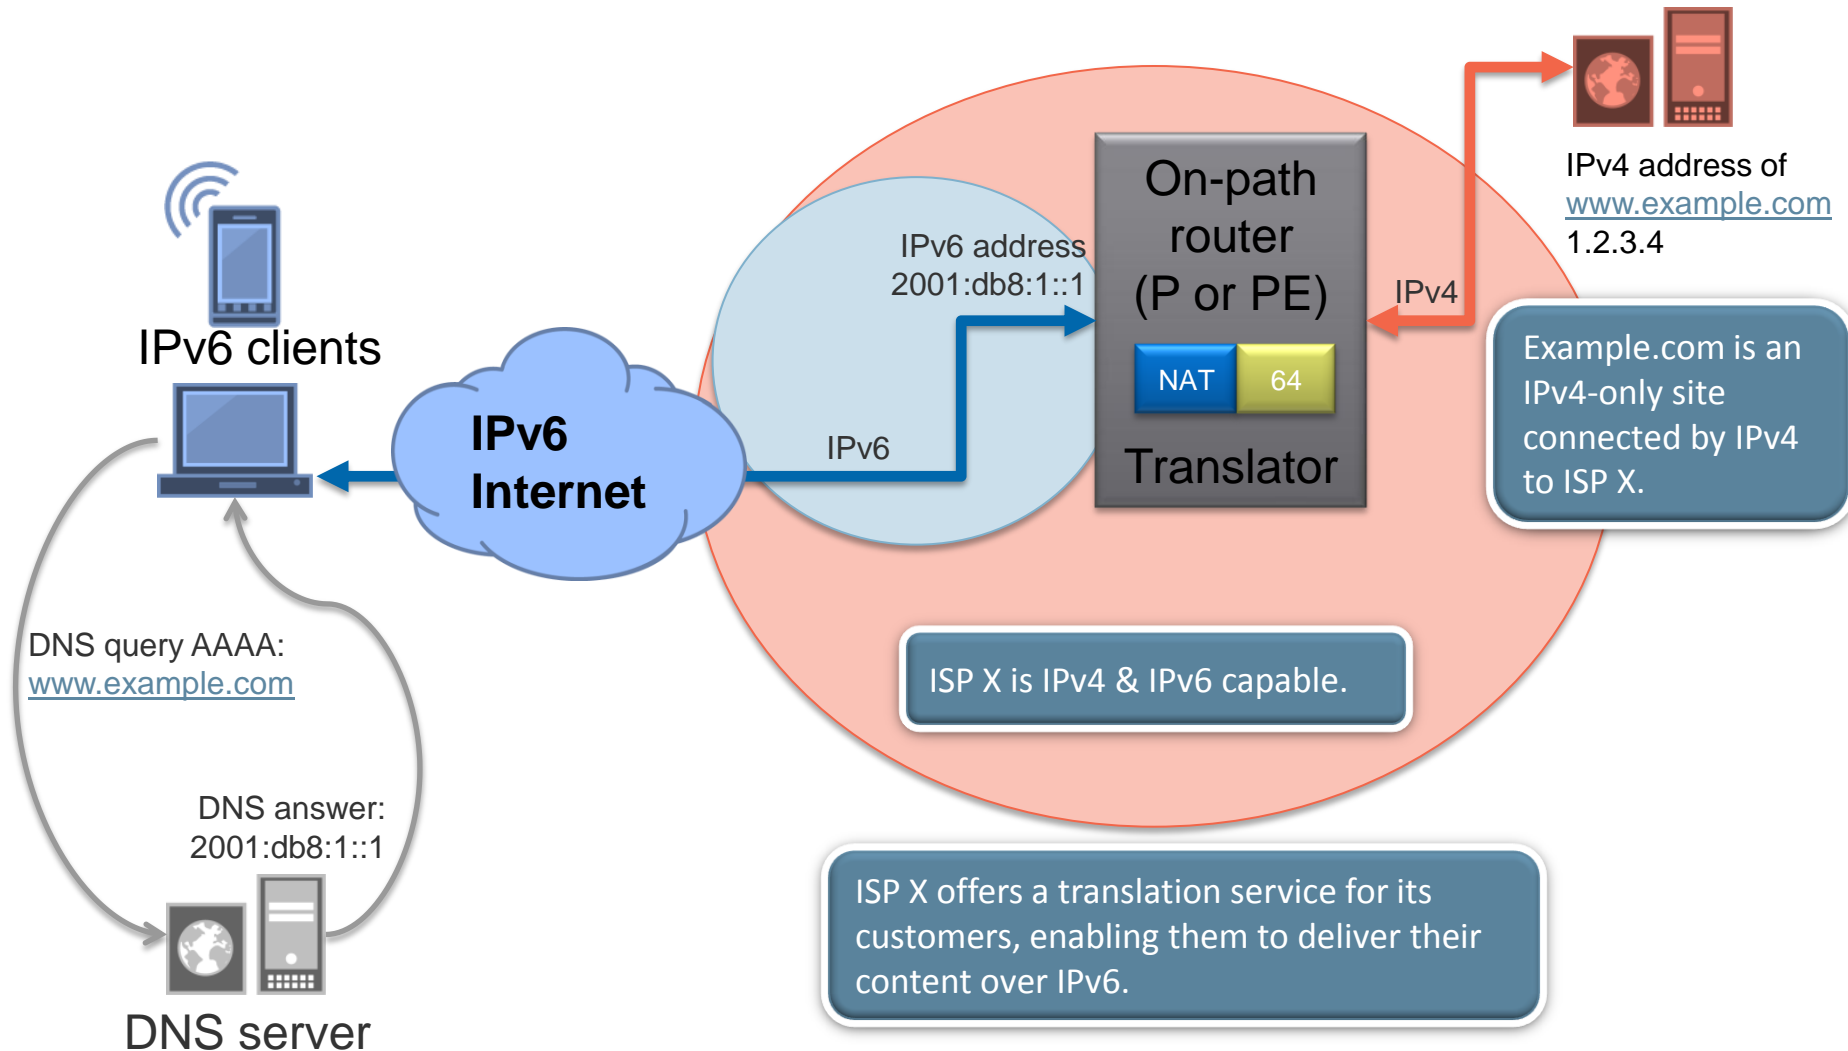 IPv4 address of
www.example.com
1.2.3.4
On-path
router
(P or PE)
NAT 64
Translator
IPv6 address
2001:db8:1::1
IPv4
IPv6 clients
IPv6
Internet
IPv6
Example.com is an
IPv4-only site
connected by IPv4
to ISP X.
DNS query AAAA:
www.example.com
ISP X is IPv4 & IPv6 capable.
DNS answer:
2001:db8:1::1
ISP X offers a translation service for its
customers, enabling them to deliver their
content over IPv6.
DNS server